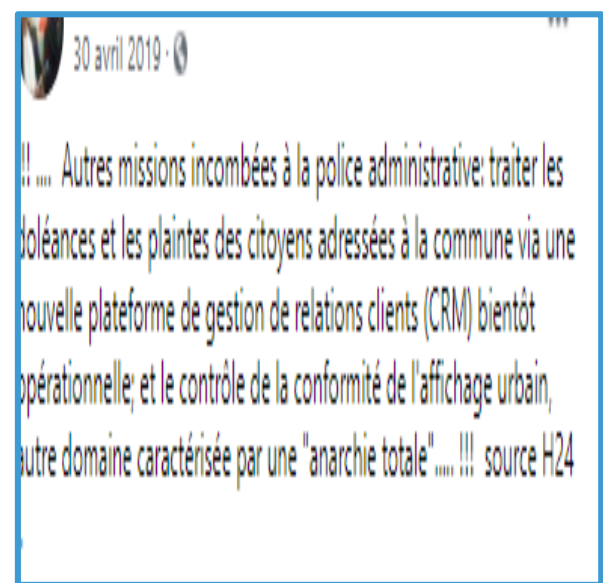 30 avril 2019 ·
!! .... Autres missions incombées à la police administrative: traiter les
doléances et les plaintes des citoyens adressées à la commune via une
nouvelle plateforme de gestion de relations clients (CRM) bientôt
opérationnelle; et le contrôle de la conformité de l'affichage urbain,
autre domaine caractérisée par une "anarchie totale"..... !!! source H24